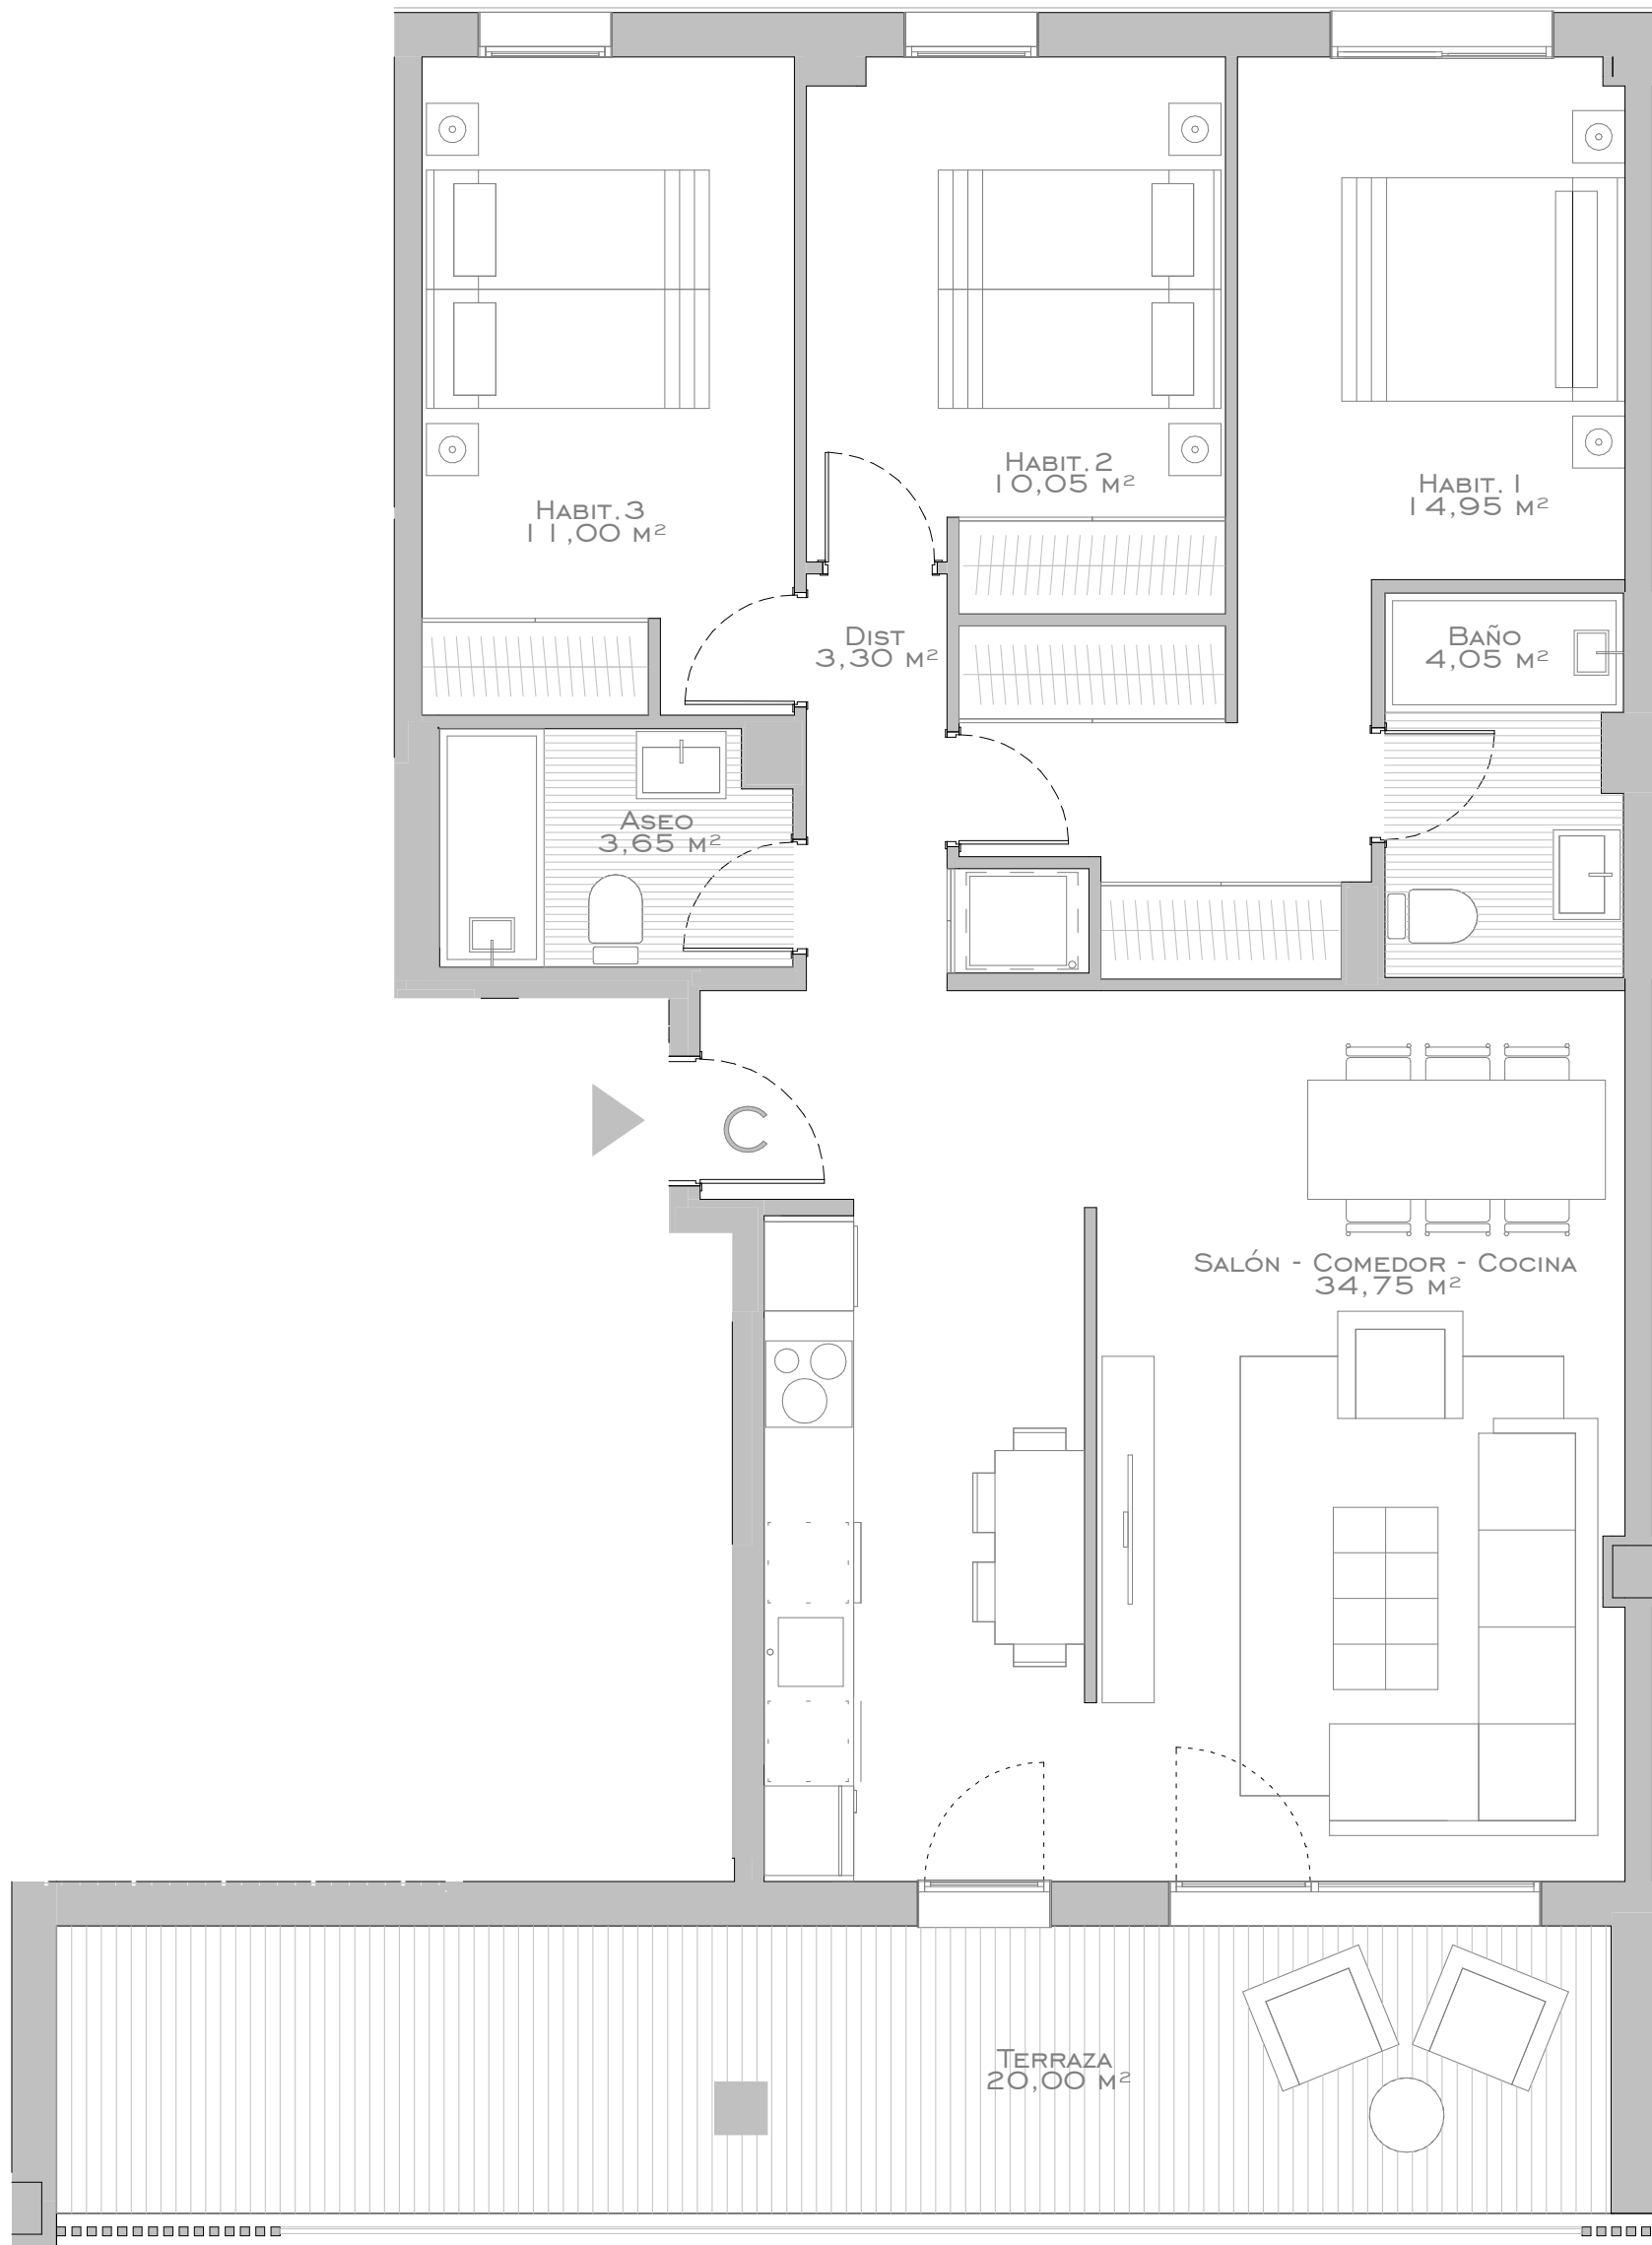 Habit. 2
10,05 m²
Habit. 1
14,95 m²
Habit. 3
11,00 m²
Dist
3,30 m²
Baño
4,05 m²
Aseo
3,65 m²
C
Salón - Comedor - Cocina
34,75 m²
Terraza
20,00 m²